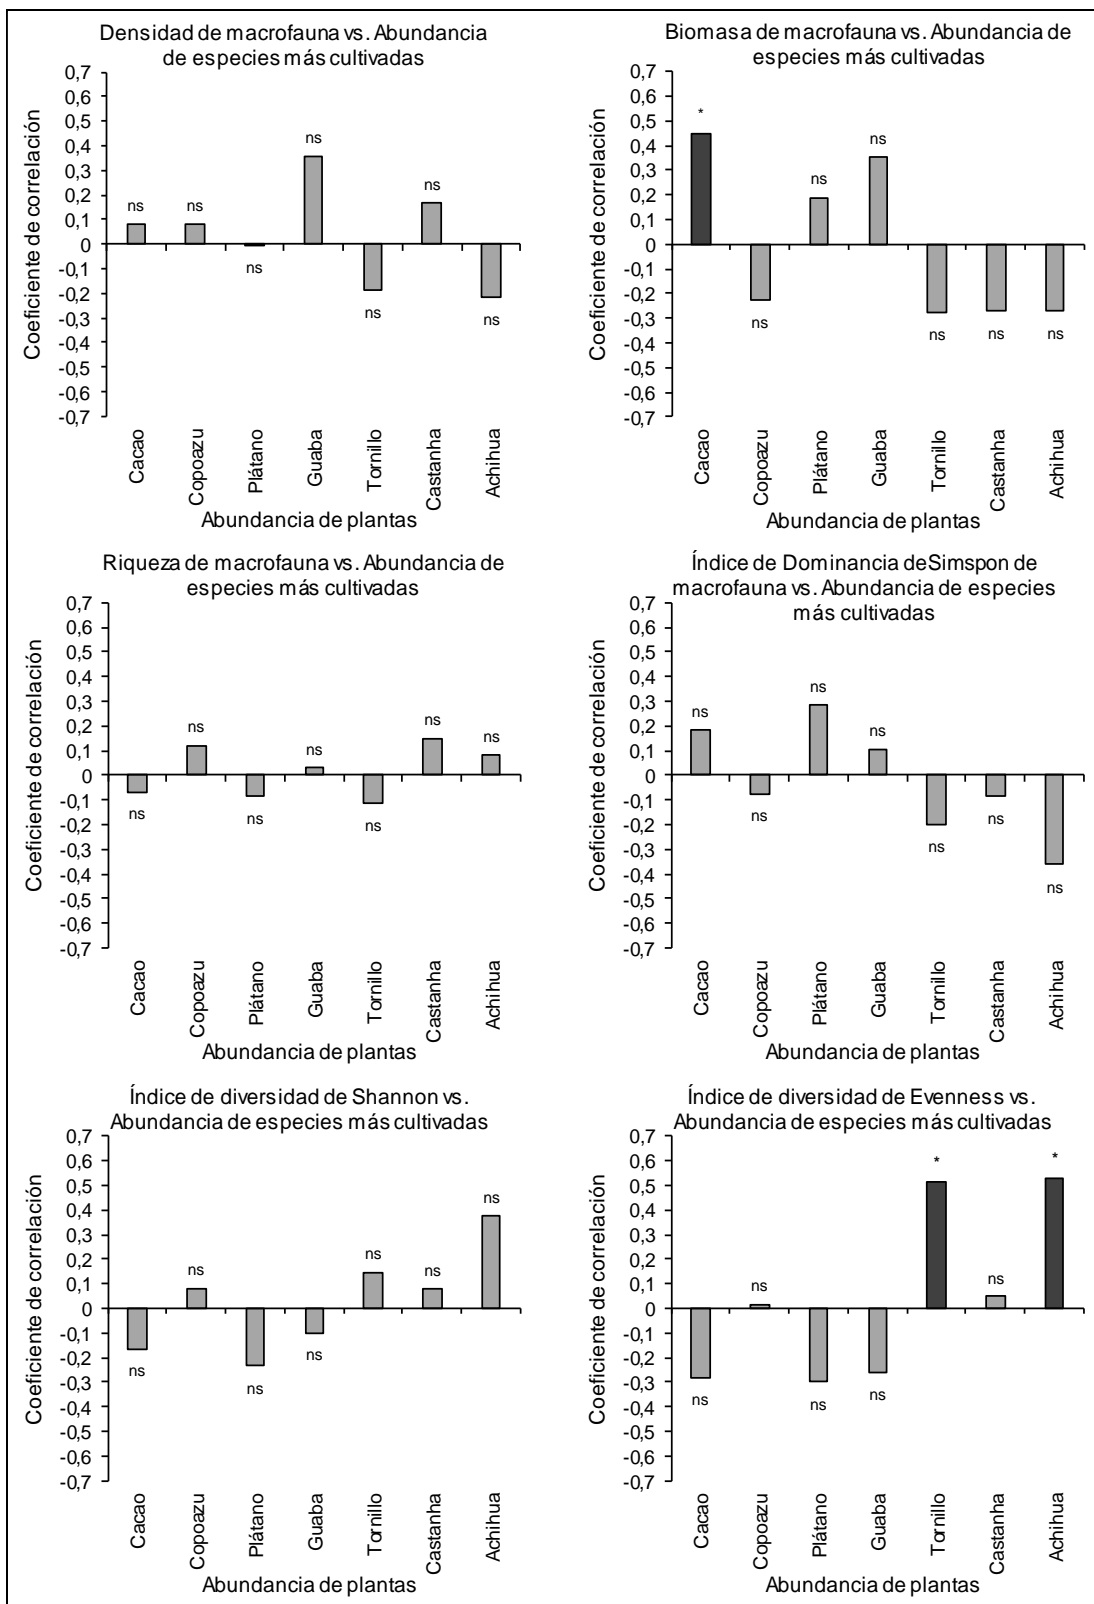 Densidad de macrofauna vs. Abundancia
de especies más cultivadas
0,7
0,6
0,5
0,4
0,3
0,2
0,1
0
-0,1
-0,2
-0,3
-0,4
-0,5
-0,6
-0,7
Coeficiente de correlación
ns ns ns ns ns ns ns
Cacao Copoazu Plátano Guaba Tornillo Castanha Achihua
Abundancia de plantas
Biomasa de macrofauna vs. Abundancia de
especies más cultivadas
0,7
0,6
0,5
0,4
0,3
0,2
0,1
0
-0,1
-0,2
-0,3
-0,4
-0,5
-0,6
-0,7
Coeficiente de correlación
* ns ns ns ns ns ns
Cacao Copoazu Plátano Guaba Tornillo Castanha Achihua
Abundancia de plantas
Riqueza de macrofauna vs. Abundancia de
especies más cultivadas
0,7
0,6
0,5
0,4
0,3
0,2
0,1
0
-0,1
-0,2
-0,3
-0,4
-0,5
-0,6
-0,7
Coeficiente de correlación
ns ns ns ns ns ns ns
Cacao Copoazu Plátano Guaba Tornillo Castanha Achihua
Abundancia de plantas
Índice de Dominancia deSimspon de
macrofauna vs. Abundancia de especies
más cultivadas
0,7
0,6
0,5
0,4
0,3
0,2
0,1
0
-0,1
-0,2
-0,3
-0,4
-0,5
-0,6
-0,7
Coeficiente de correlación
ns ns ns ns ns ns ns
Cacao Copoazu Plátano Guaba Tornillo Castanha Achihua
Abundancia de plantas
Índice de diversidad de Shannon vs.
Abundancia de especies más cultivadas
0,7
0,6
0,5
0,4
0,3
0,2
0,1
0
-0,1
-0,2
-0,3
-0,4
-0,5
-0,6
-0,7
Coeficiente de correlación
ns ns ns ns ns ns ns
Cacao Copoazu Plátano Guaba Tornillo Castanha Achihua
Abundancia de plantas
Índice de diversidad de Evenness vs.
Abundancia de especies más cultivadas
0,7
0,6
0,5
0,4
0,3
0,2
0,1
0
-0,1
-0,2
-0,3
-0,4
-0,5
-0,6
-0,7
Coeficiente de correlación
ns ns ns ns * ns *
Cacao Copoazu Plátano Guaba Tornillo Castanha Achihua
Abundancia de plantas